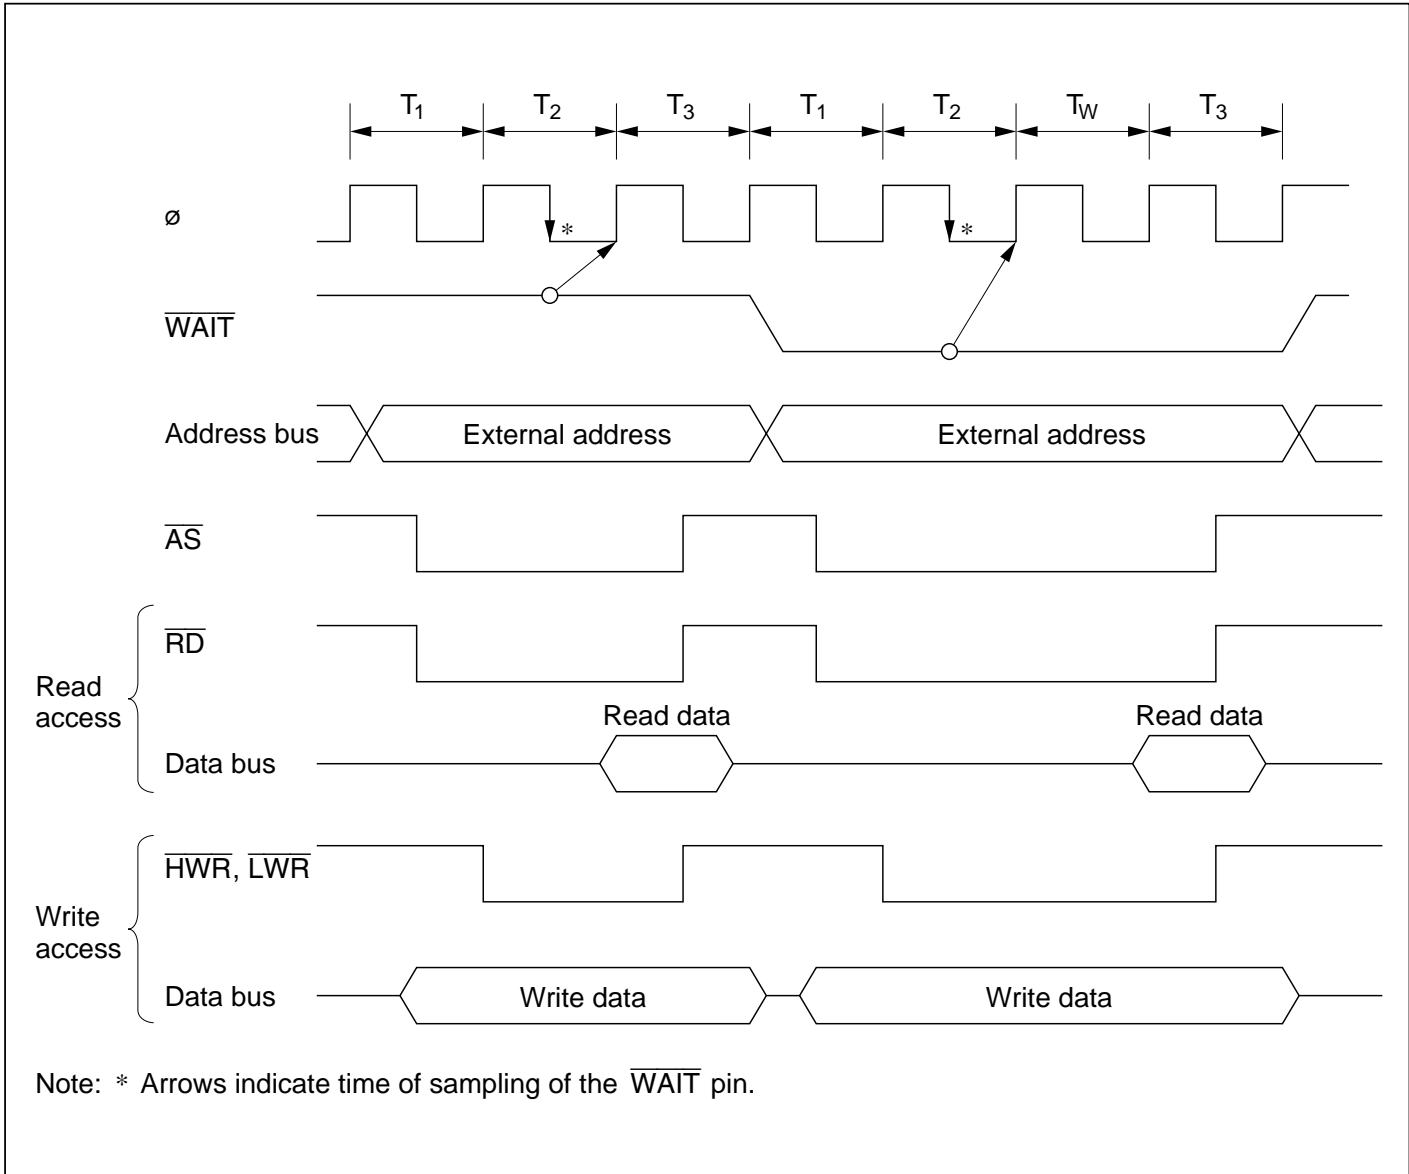 T1 T2 T3 T1 T2 TW T3
ø
* *
WAIT
Address bus External address External address
AS
RD
Read access
Read data Read data
Data bus
HWR, LWR
Write access
Data bus Write data Write data
Note: * Arrows indicate time of sampling of the WAIT pin.